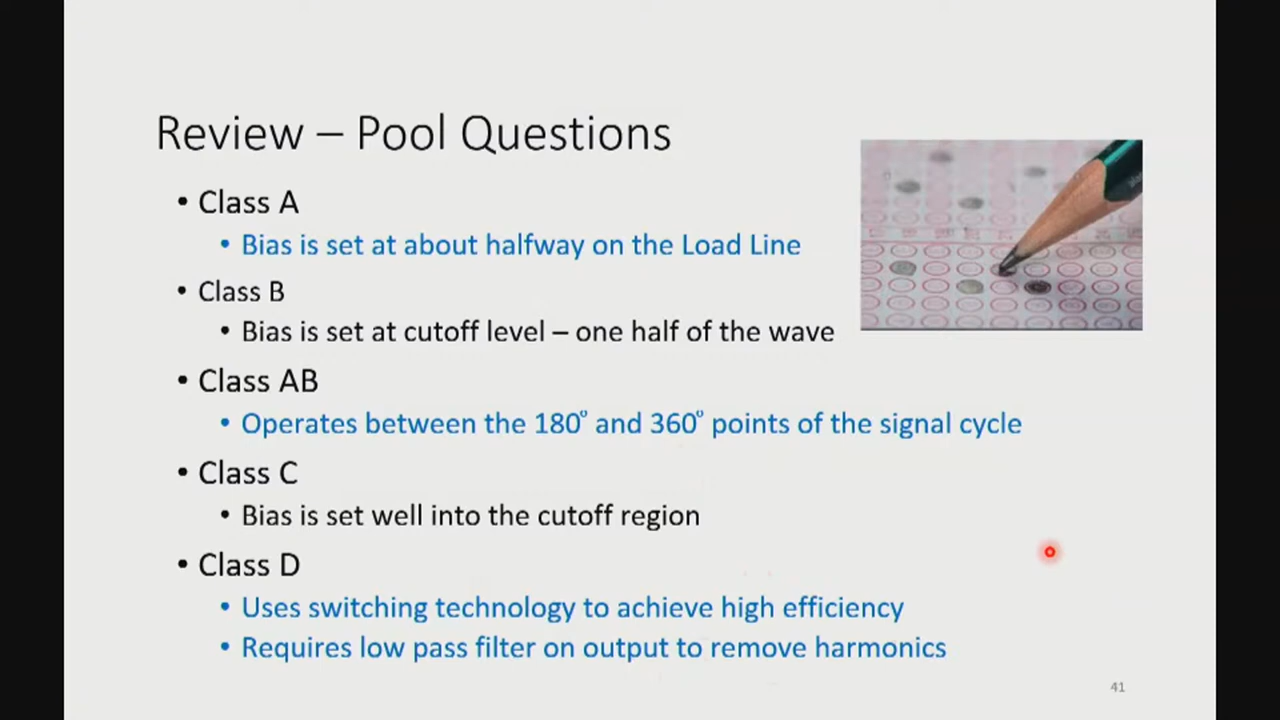 Review – Pool Questions
• Class A
• Bias is set at about halfway on the Load Line
• Class B
• Bias is set at cutoff level – one half of the wave
• Class AB
• Operates between the 180º and 360º points of the signal cycle
• Class C
• Bias is set well into the cutoff region
• Class D
• Uses switching technology to achieve high efficiency
• Requires low pass filter on output to remove harmonics
41